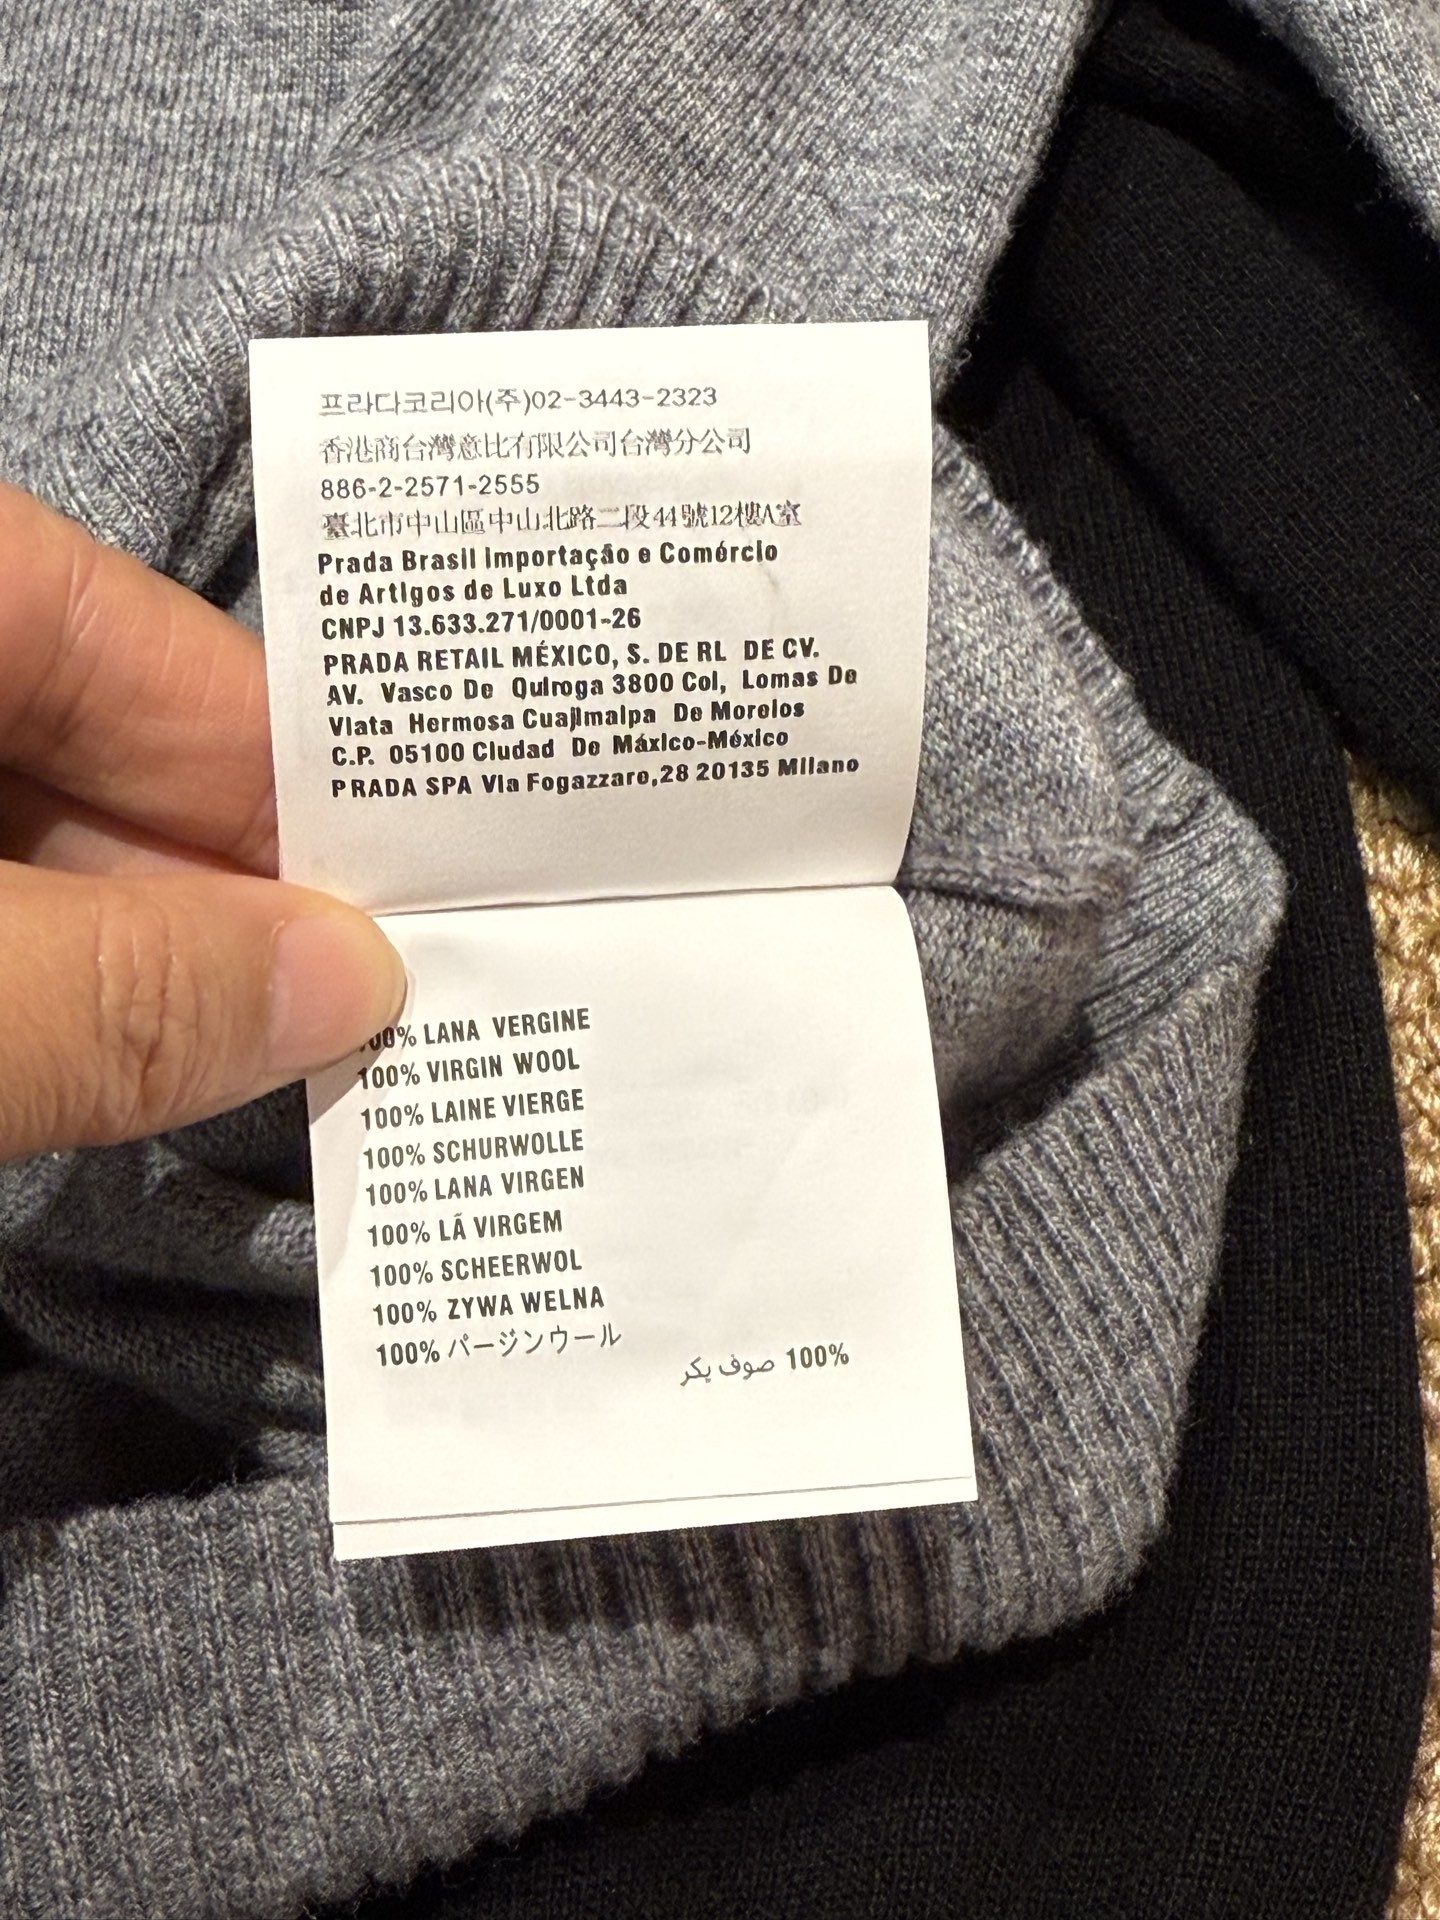 프라다코리아(주)02-3443-2323
香港商台灣意比有限公司台灣分公司
886-2-2571-2555
臺北市中山區中山北路二段44號12樓A室
Prada Brasil Importação e Comércio
de Artigos de Luxo Ltda
CNPJ 13.633.271/0001-26
PRADA RETAIL MÉXICO, S. DE RL DE CV.
AV. Vasco De Quiroga 3800 Col, Lomas De
Vlata Hermosa Cuajlmalpa De Morelos
C.P. 05100 Cludad De Máxlco-México
PRADA SPA Vla Fogazzaro,28 20135 Milano
100% LANA VERGINE
100% VIRGIN WOOL
100% LAINE VIERGE
100% SCHURWOLLE
100% LANA VIRGEN
100% LÃ VIRGEM
100% SCHEERWOL
100% ZYWA WELNA
100% バージンウール
100% صوف بكر